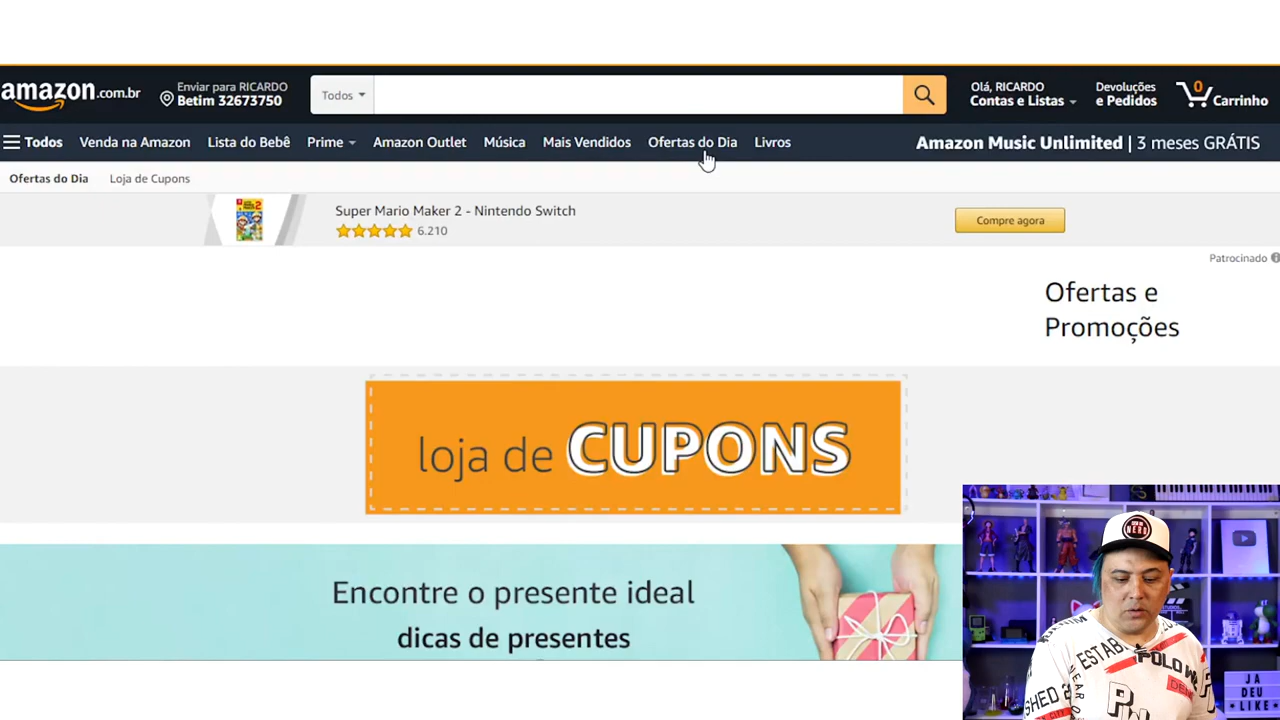 amazon.com.br
Enviar para RICARDO
Betim 32673750
Todos
Olá, RICARDO
Contas e Listas
Devoluções
e Pedidos
0
Carrinho
Todos
Venda na Amazon
Lista do Bebê
Prime
Amazon Outlet
Música
Mais Vendidos
Ofertas do Dia
Livros
Amazon Music Unlimited | 3 meses GRÁTIS
Ofertas do Dia
Loja de Cupons
Super Mario Maker 2 - Nintendo Switch
6.210
Compre agora
Patrocinado
Ofertas e
Promoções
loja de CUPONS
Encontre o presente ideal
dicas de presentes
NERD
ESTAB
POLO
JA
DEU
LIKE